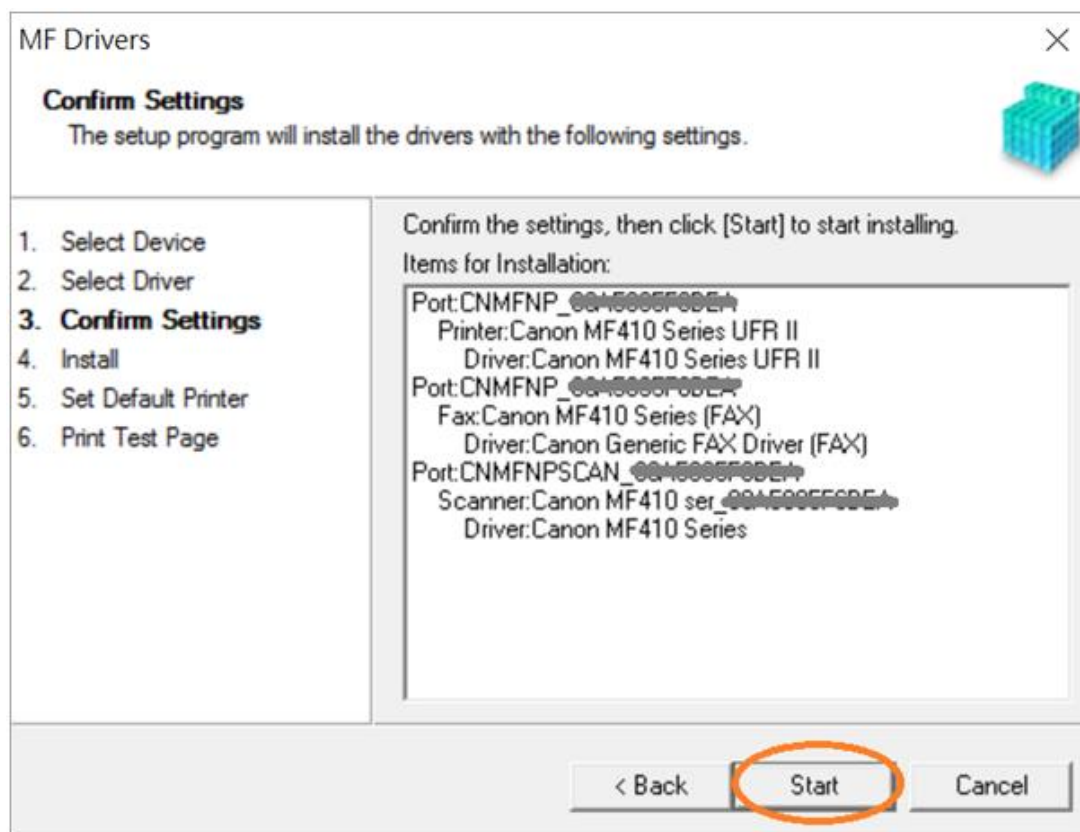 MF Drivers
Confirm Settings
The setup program will install the drivers with the following settings.
1. Select Device
2. Select Driver
3. Confirm Settings
4. Install
5. Set Default Printer
6. Print Test Page
Confirm the settings, then click [Start] to start installing.
Items for Installation:
Port:CNMFNP_
Printer:Canon MF410 Series UFR II
Driver:Canon MF410 Series UFR II
Port:CNMFNP_
Fax:Canon MF410 Series (FAX)
Driver:Canon Generic FAX Driver (FAX)
Port:CNMFNPSCAN_
Scanner:Canon MF410 ser_
Driver:Canon MF410 Series
< Back
Start
Cancel